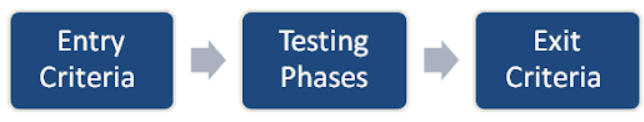 Entry
Criteria
Testing
Phases
Exit
Criteria